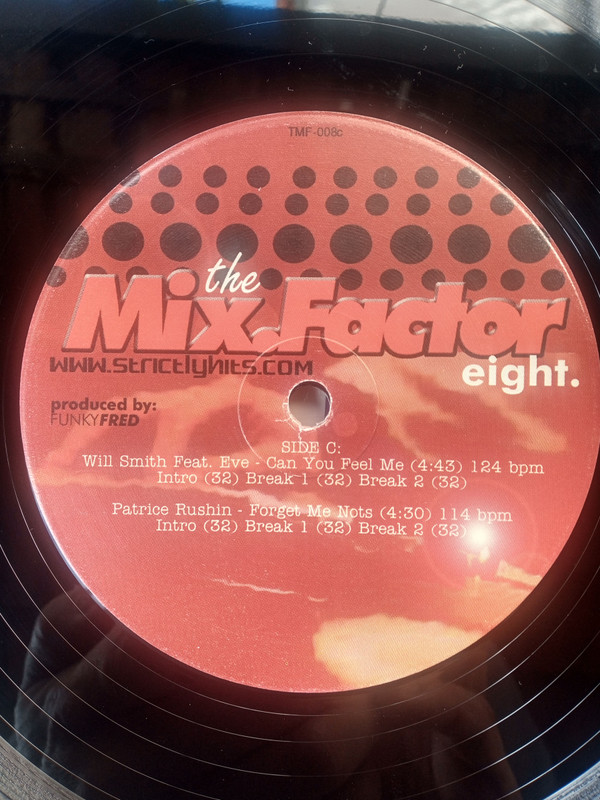 TMF-008c
the
Mix.Factor
www.strictlyhits.com
eight.
produced by:
FUNKYFRED
SIDE C:
Will Smith Feat. Eve - Can You Feel Me (4:43) 124 bpm
Intro (32) Break 1 (32) Break 2 (32)
Patrice Rushin - Forget Me Nots (4:30) 114 bpm
Intro (32) Break 1 (32) Break 2 (32)